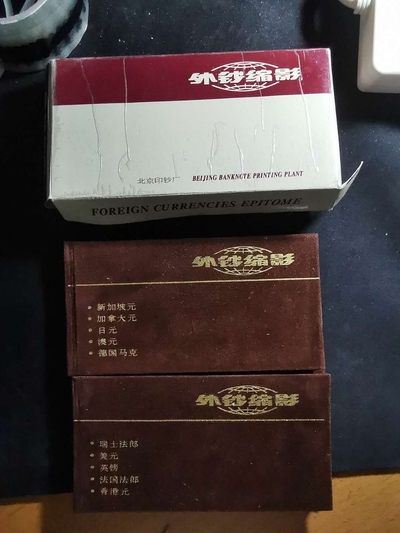 外钞缩影
北京印钞厂 BEIJING BANKNOTE PRINTING PLANT
FOREIGN CURRENCIES EPITOME
外钞缩影
新加坡元
加拿大元
日元
澳元
德国马克
外钞缩影
瑞士法郎
美元
英镑
法国法郎
香港元